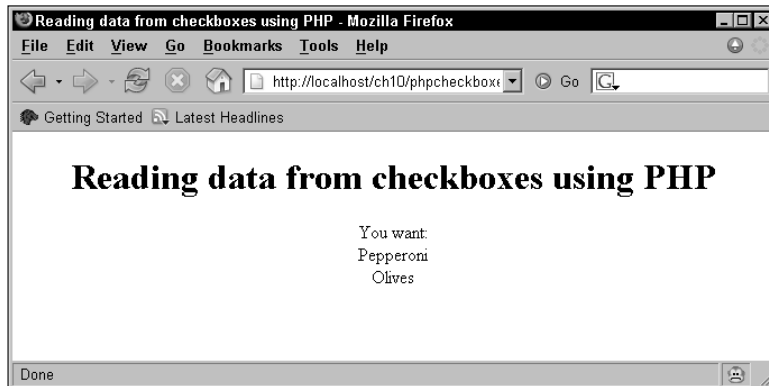 Reading data from checkboxes using PHP - Mozilla Firefox
File Edit View Go Bookmarks Tools Help
http://localhost/ch10/phpcheckboxe Go G
Getting Started Latest Headlines
Reading data from checkboxes using PHP
You want:
Pepperoni
Olives
Done